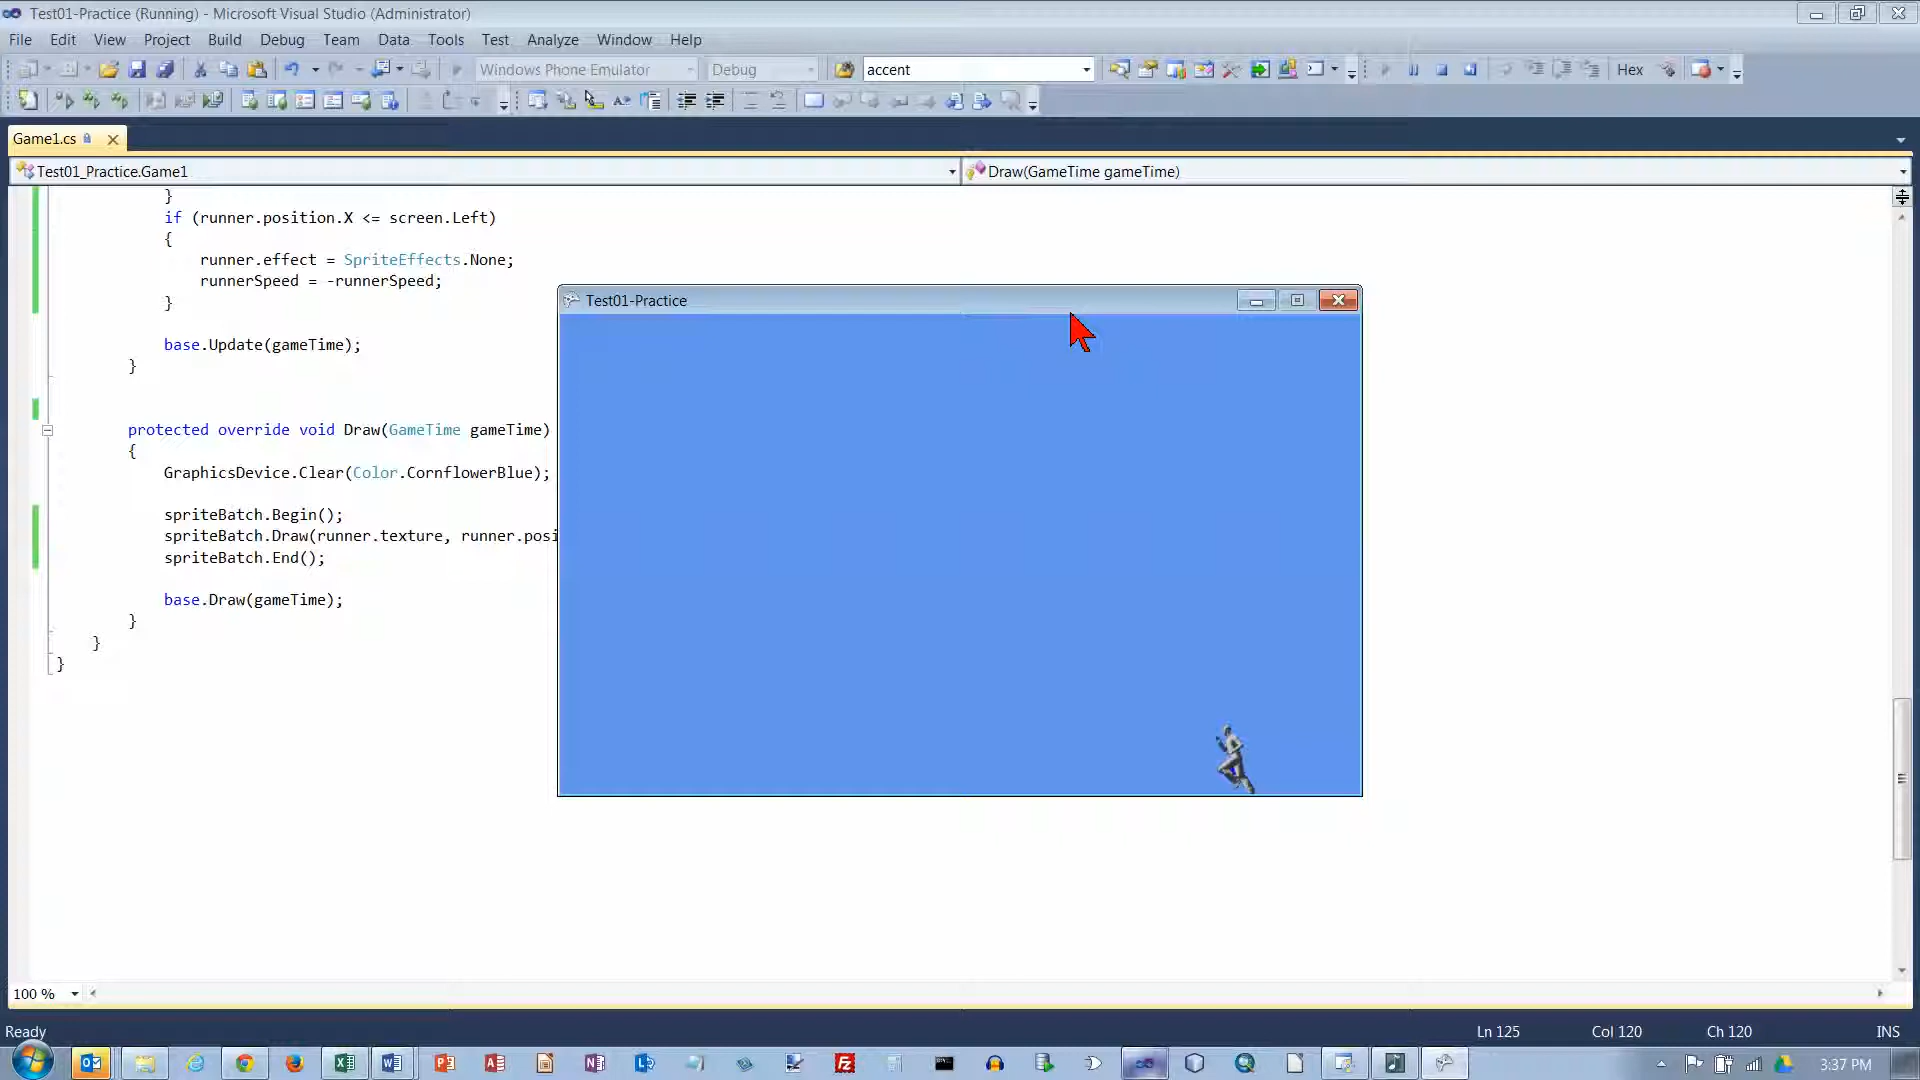 Test01-Practice (Running) - Microsoft Visual Studio (Administrator)
File Edit View Project Build Debug Team Data Tools Test Analyze Window Help
Windows Phone Emulator Debug accent Hex
Game1.cs
Test01_Practice.Game1 Draw(GameTime gameTime)
}
if (runner.position.X <= screen.Left)
{
runner.effect = SpriteEffects.None;
runnerSpeed = -runnerSpeed;
}
base.Update(gameTime);
}
protected override void Draw(GameTime gameTime)
{
GraphicsDevice.Clear(Color.CornflowerBlue);
spriteBatch.Begin();
spriteBatch.Draw(runner.texture, runner.posi
spriteBatch.End();
base.Draw(gameTime);
}
}
}
Test01-Practice
100 %
Ready Ln 125 Col 120 Ch 120 INS
3:37 PM